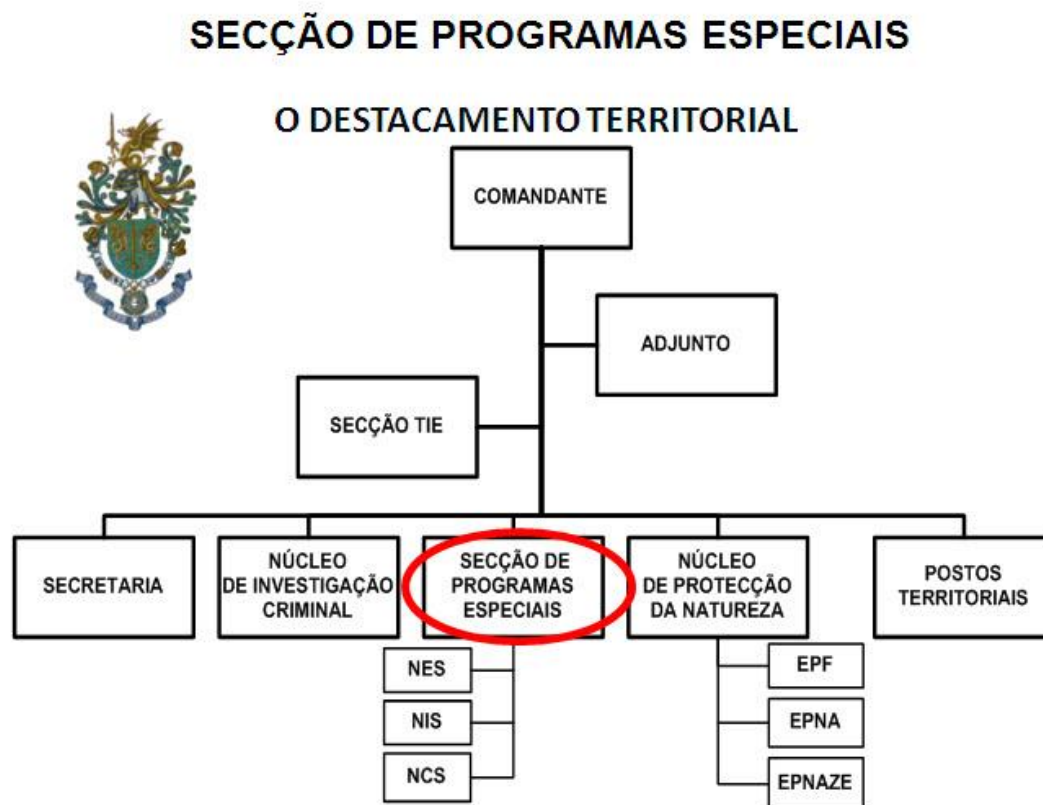 SECÇÃO DE PROGRAMAS ESPECIAIS
O DESTACAMENTO TERRITORIAL
COMANDANTE
ADJUNTO
SECÇÃO TIE
SECRETARIA
NÚCLEO
DE INVESTIGAÇÃO
CRIMINAL
SECÇÃO DE
PROGRAMAS
ESPECIAIS
NÚCLEO
DE PROTECÇÃO
DA NATUREZA
POSTOS
TERRITORIAIS
NES
NIS
NCS
EPF
EPNA
EPNAZE